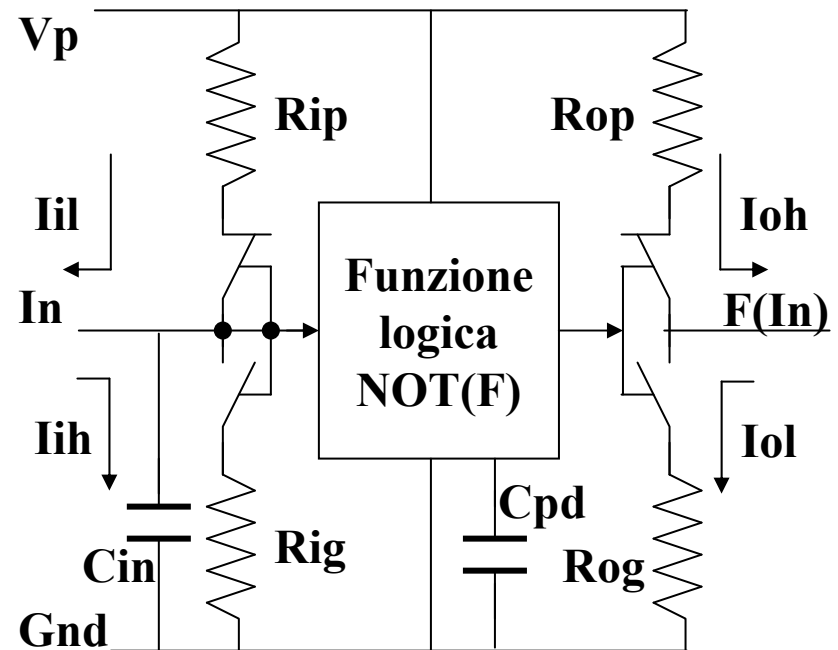 Vp
Rip
Rop
Iil
Ioh
In
Funzione
logica
NOT(F)
F(In)
Iih
Iol
Cin
Rig
Cpd
Rog
Gnd